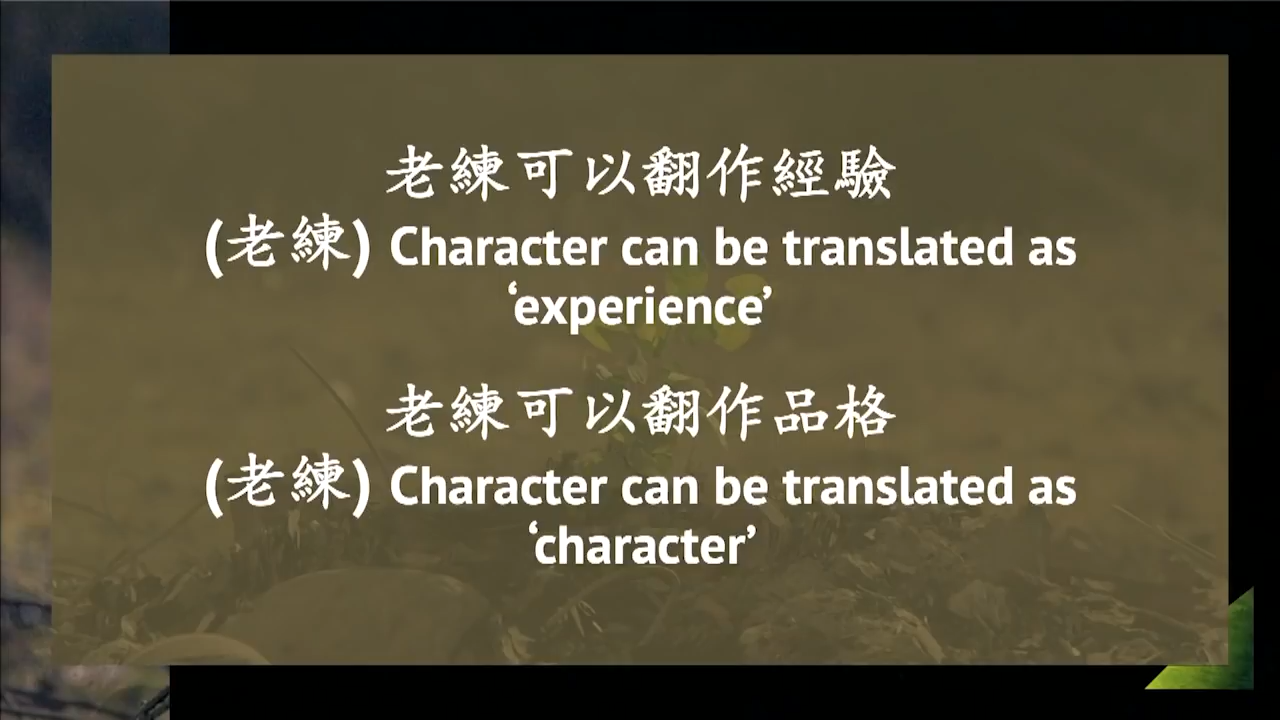 老練可以翻作經驗
(老練) Character can be translated as
‘experience’
老練可以翻作品格
(老練) Character can be translated as
‘character’